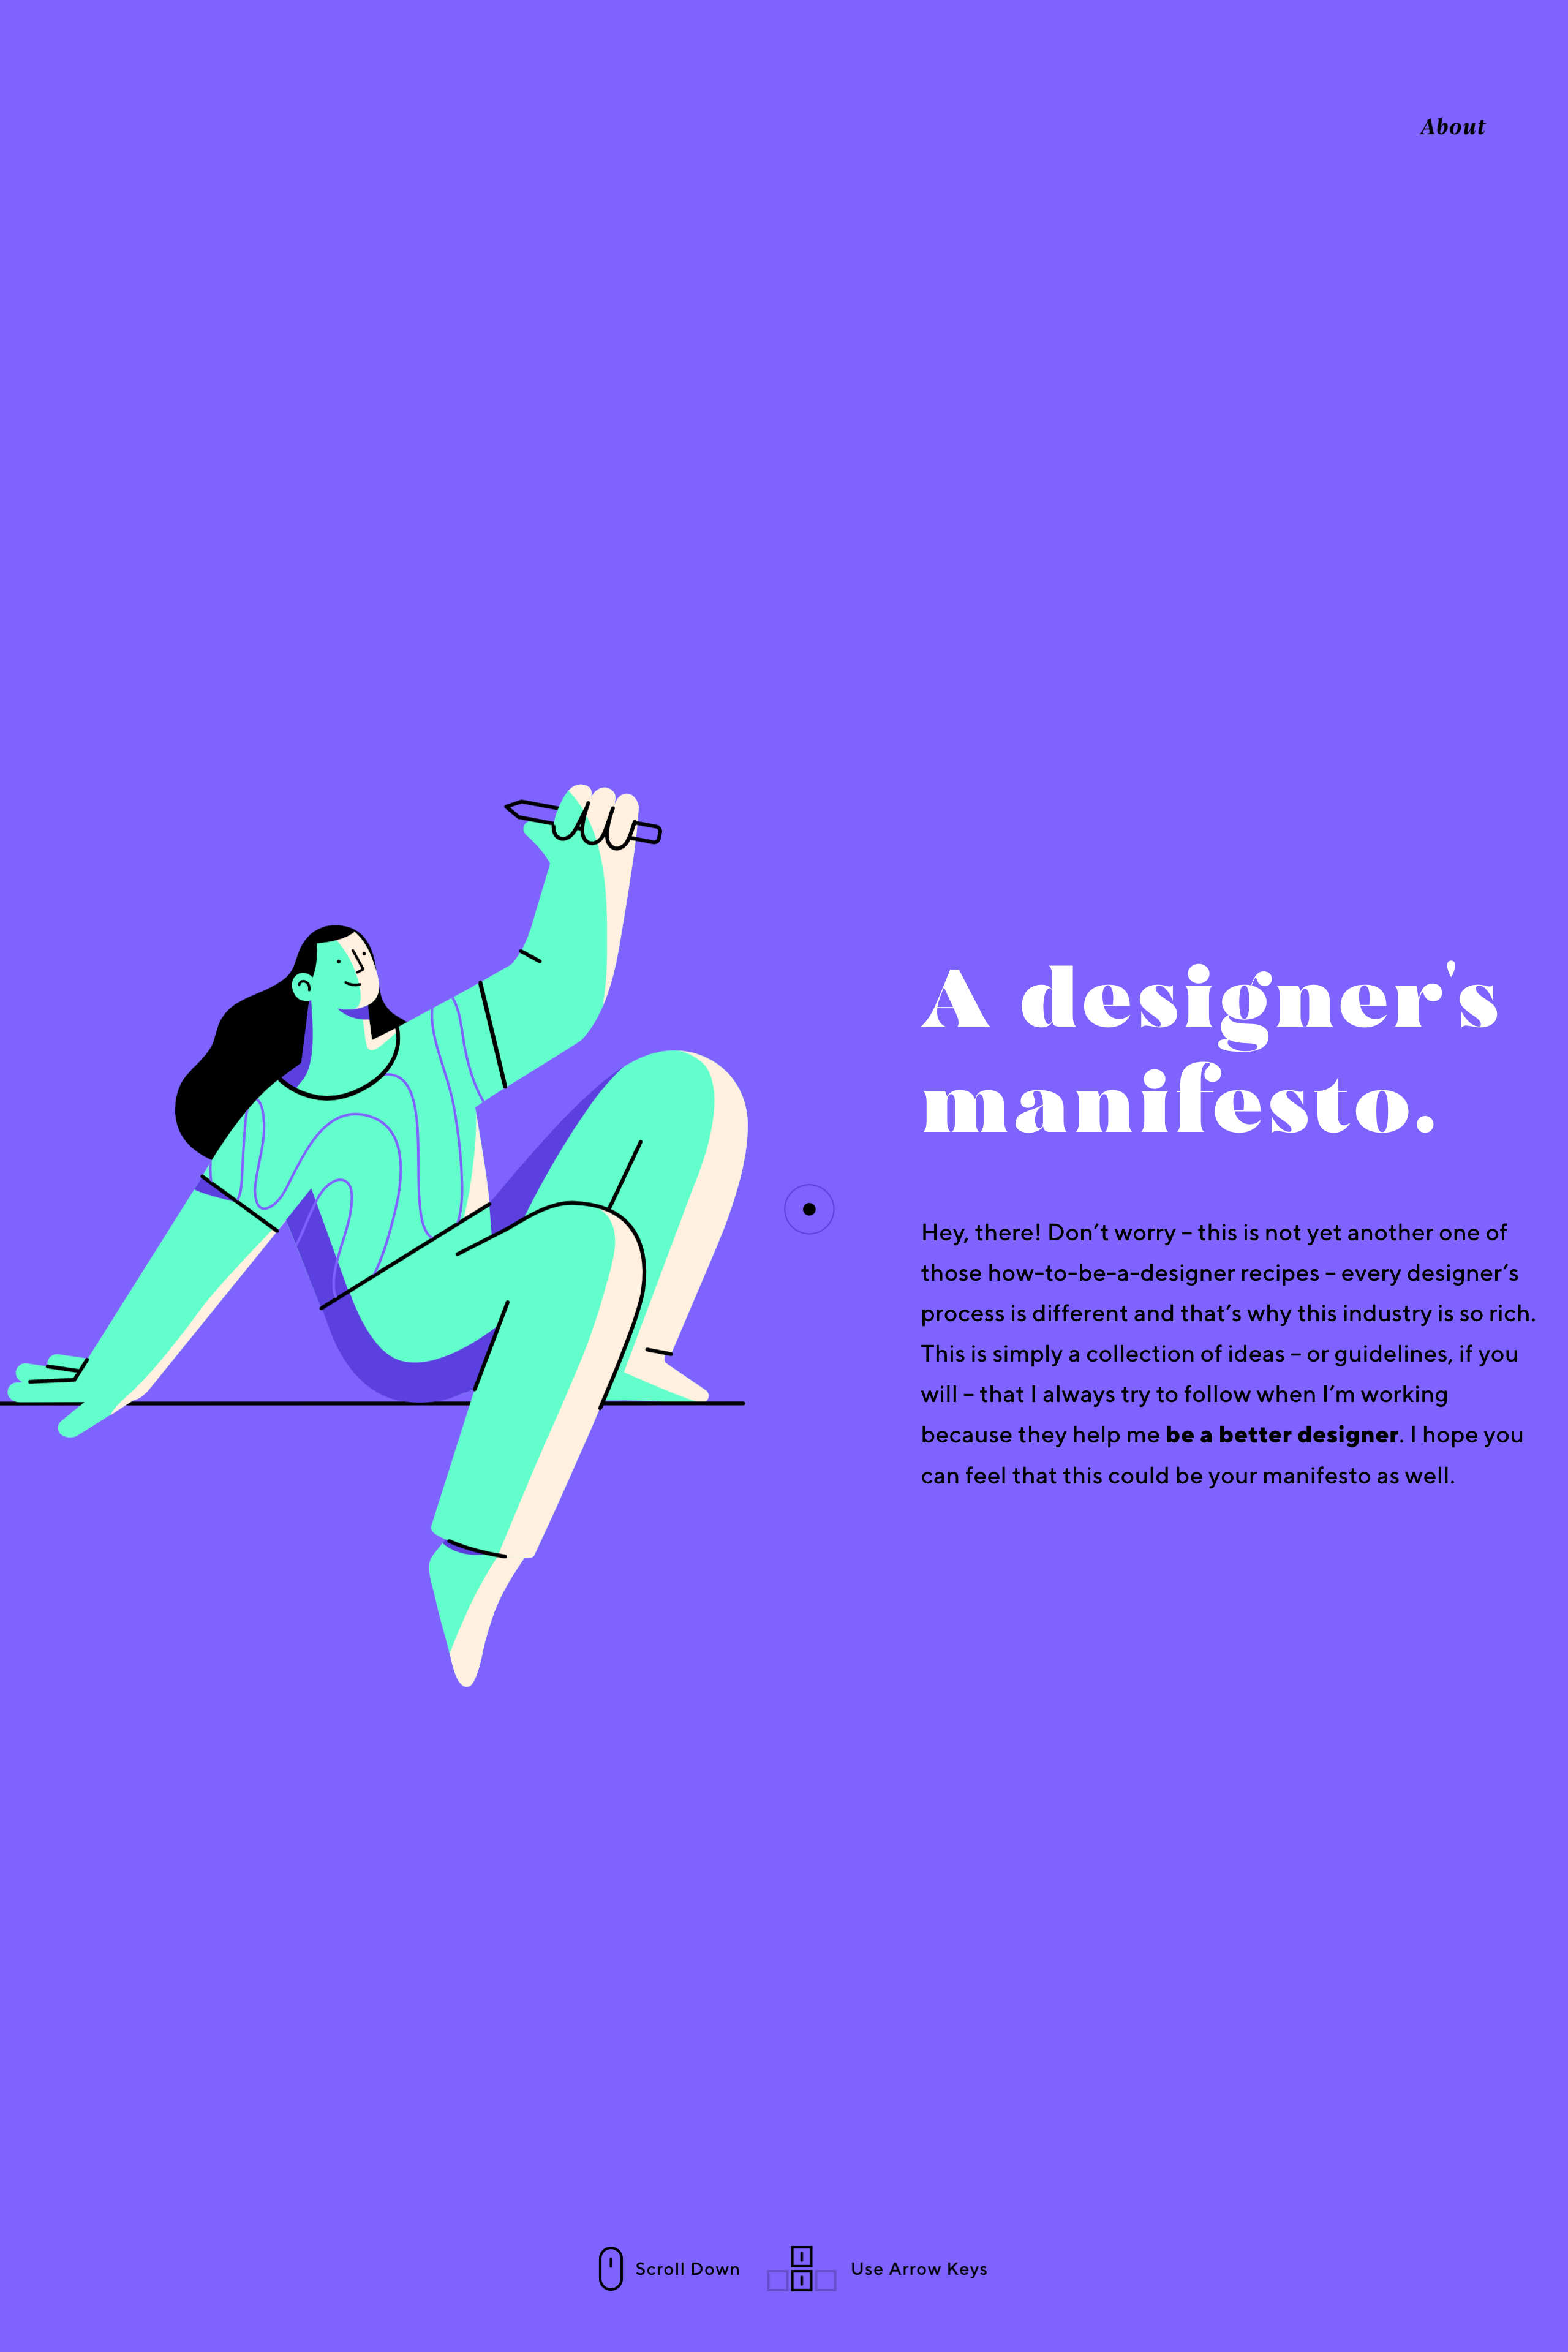 About
A designer's
manifesto.
Hey, there! Don’t worry – this is not yet another one of
those how-to-be-a-designer recipes – every designer’s
process is different and that’s why this industry is so rich.
This is simply a collection of ideas – or guidelines, if you
will – that I always try to follow when I’m working
because they help me be a better designer. I hope you
can feel that this could be your manifesto as well.
Scroll Down
Use Arrow Keys